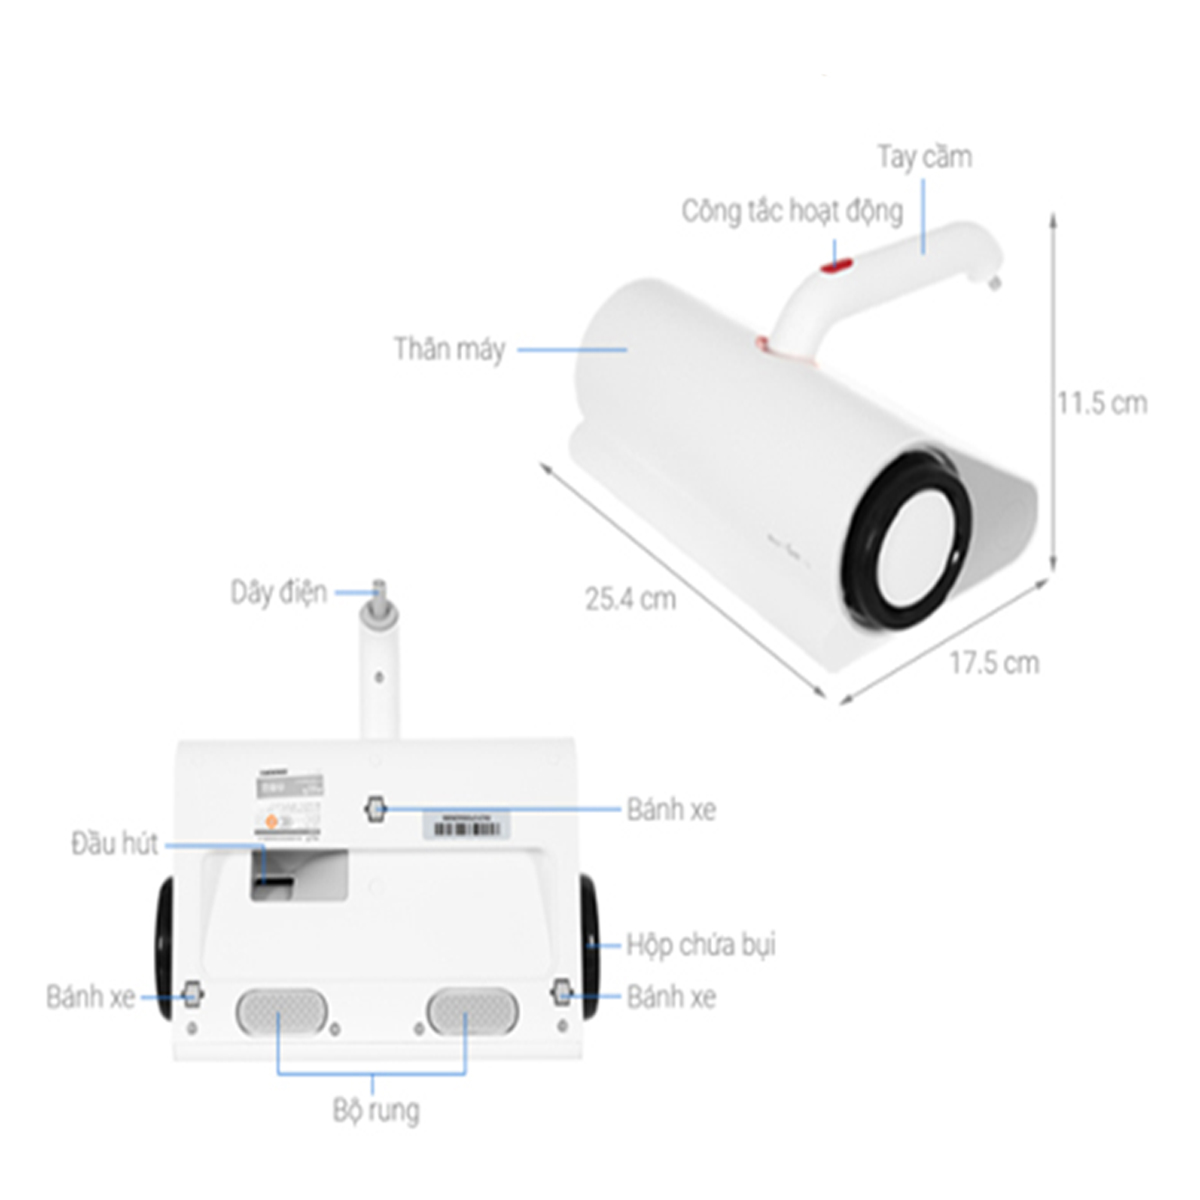 Tay cầm
Công tắc hoạt động
Thân máy
11.5 cm
25.4 cm
17.5 cm
Dây điện
Bánh xe
Đầu hút
Hộp chứa bụi
Bánh xe
Bánh xe
Bộ rung